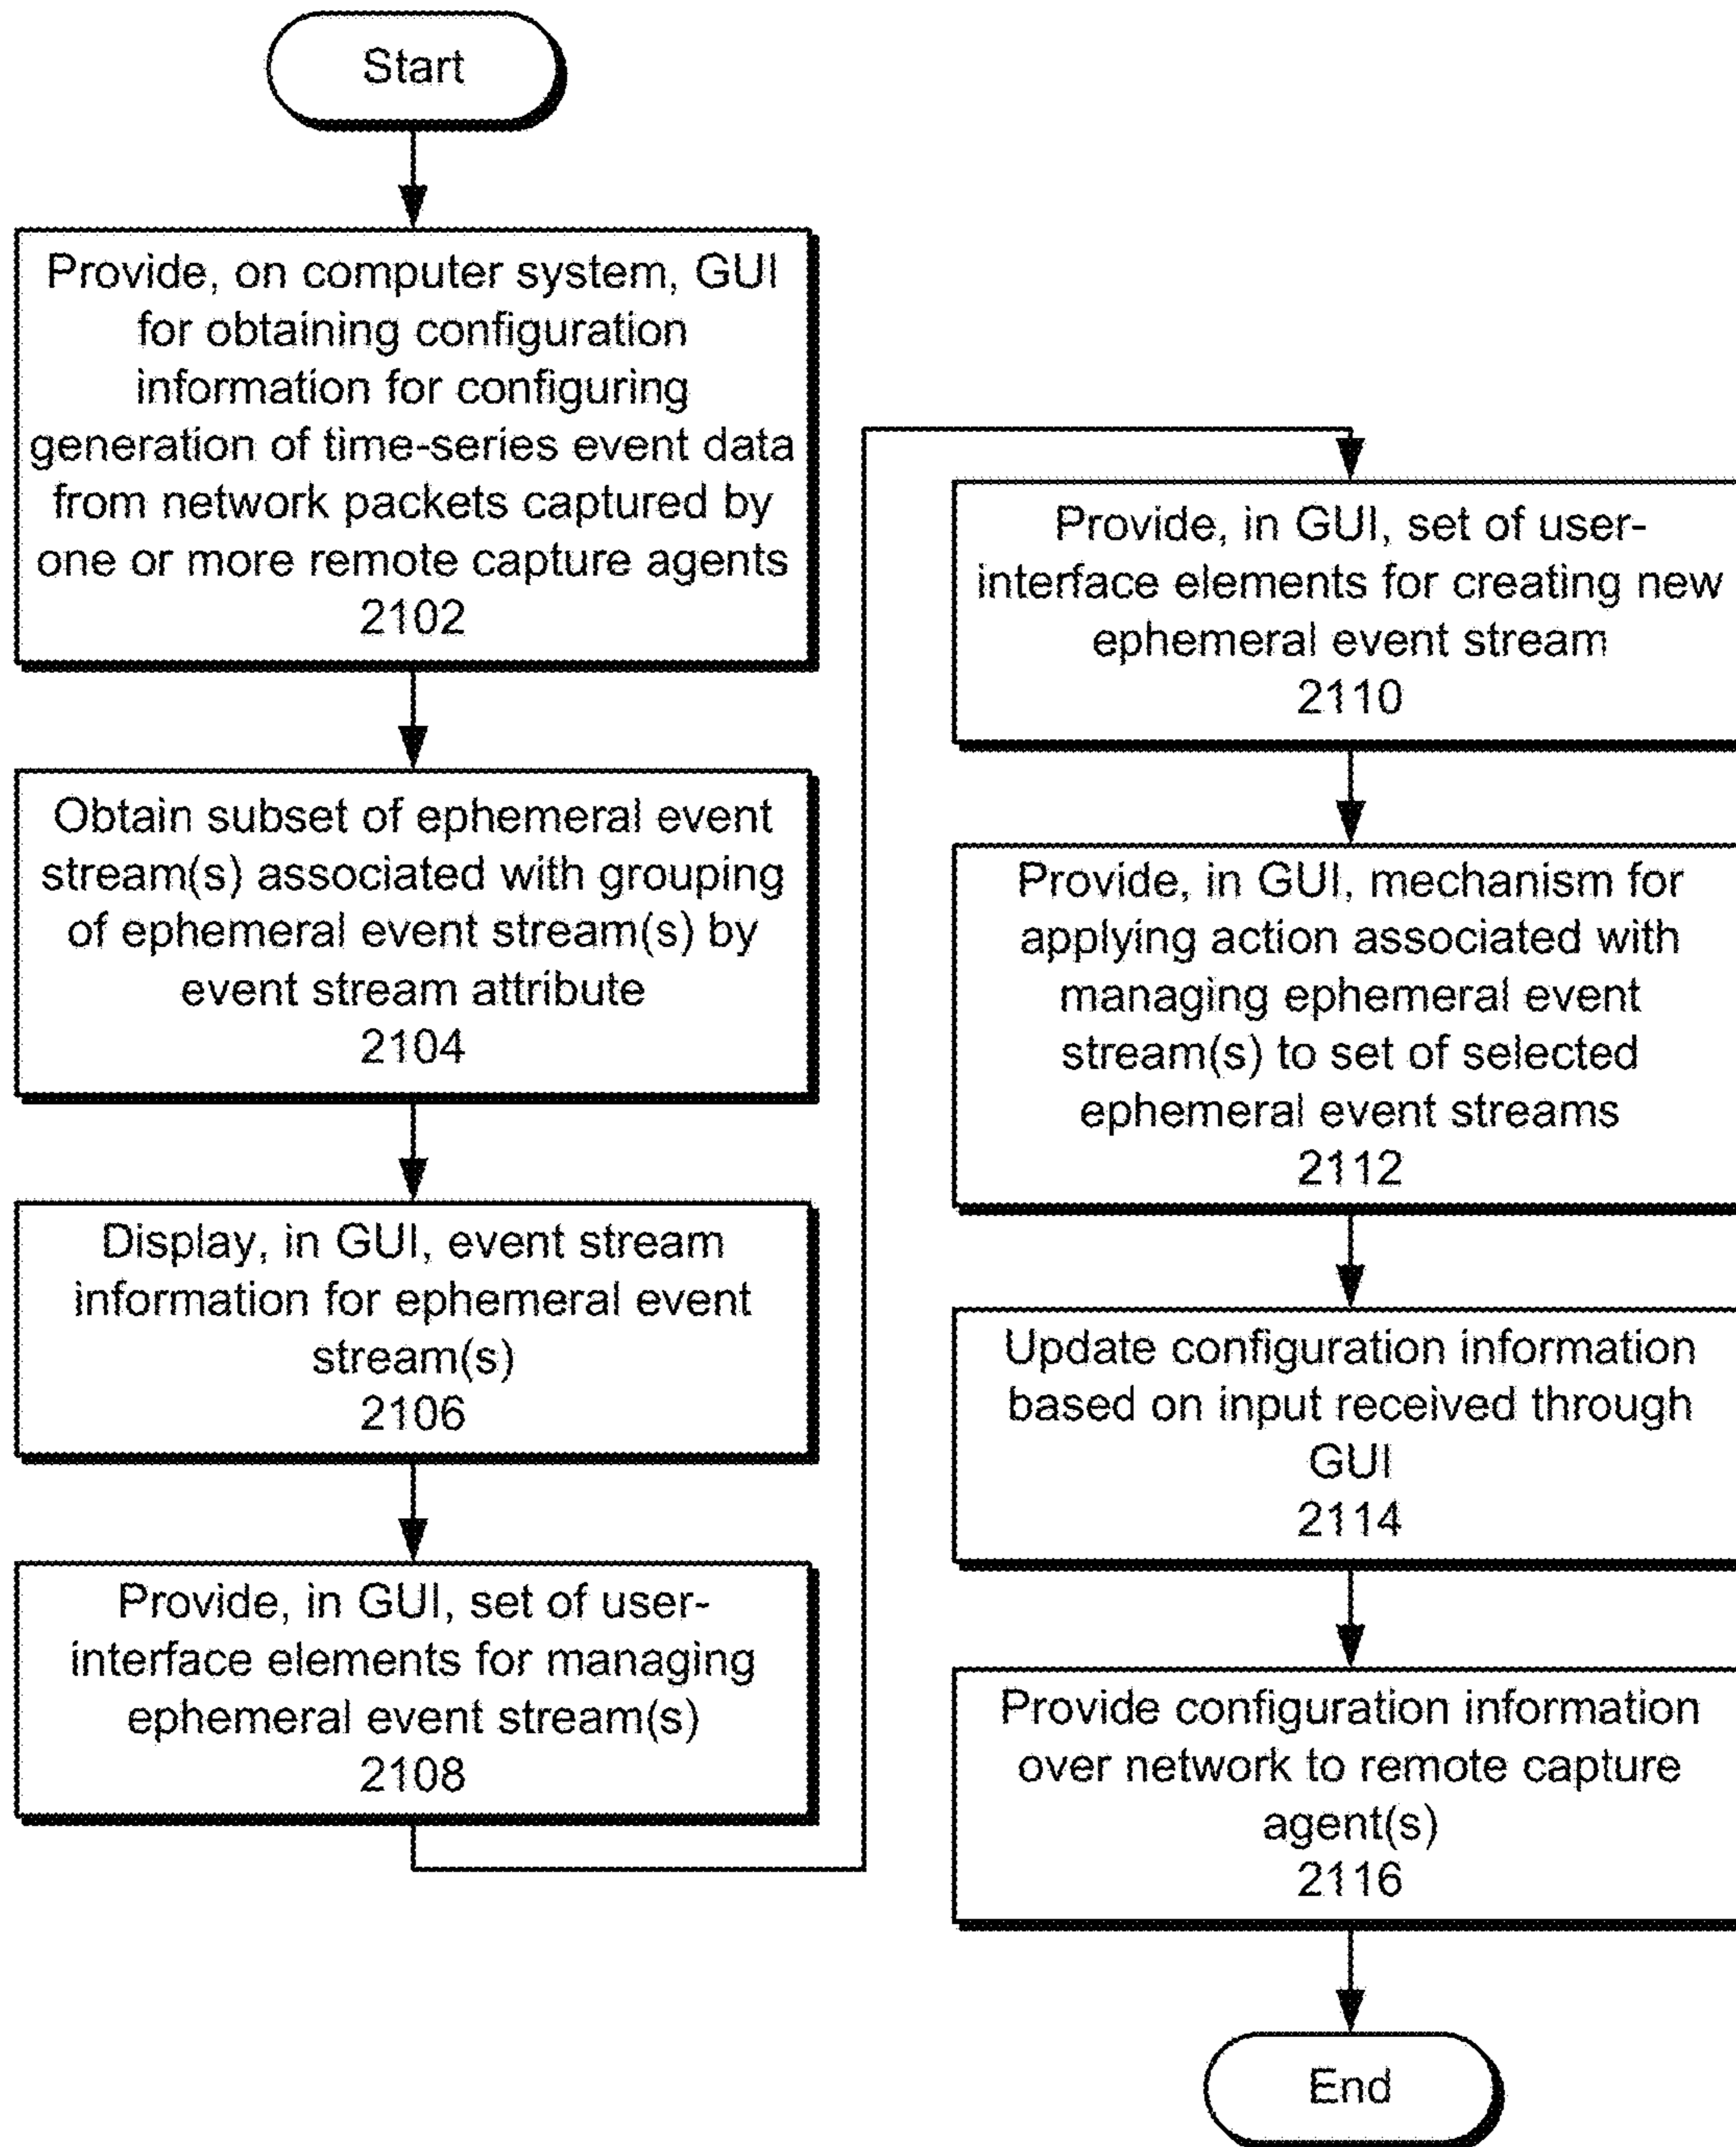 Start
Provide, on computer system, GUI
for obtaining configuration
information for configuring
generation of time-series event data
from network packets captured by
one or more remote capture agents
2102
Obtain subset of ephemeral event
stream(s) associated with grouping
of ephemeral event stream(s) by
event stream attribute
2104
Display, in GUI, event stream
information for ephemeral event
stream(s)
2106
Provide, in GUI, set of user-
interface elements for managing
ephemeral event stream(s)
2108
Provide, in GUI, set of user-
interface elements for creating new
ephemeral event stream
2110
Provide, in GUI, mechanism for
applying action associated with
managing ephemeral event
stream(s) to set of selected
ephemeral event streams
2112
Update configuration information
based on input received through
GUI
2114
Provide configuration information
over network to remote capture
agent(s)
2116
End